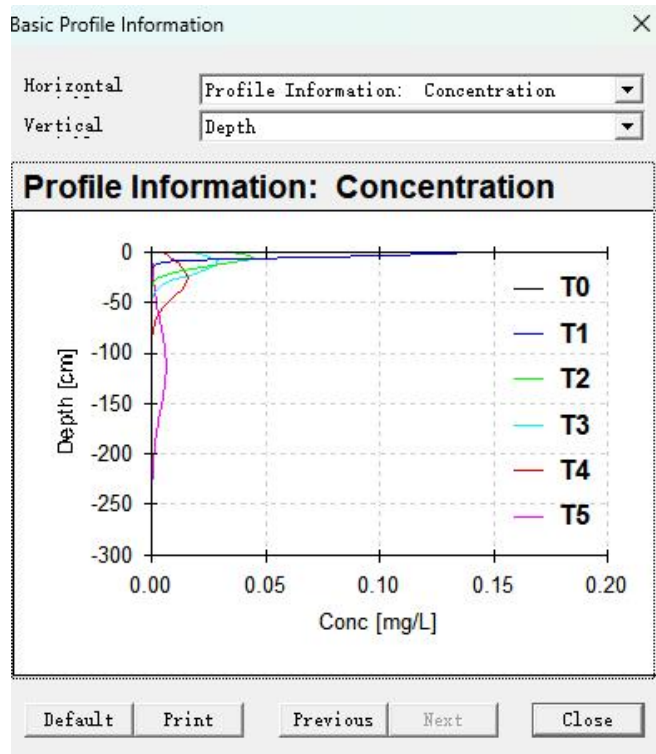 Basic Profile Information
Horizontal Profile Information: Concentration
Vertical Depth
Profile Information: Concentration
0
-50
-100
-150
-200
-250
-300
Depth [cm]
0.00 0.05 0.10 0.15 0.20
Conc [mg/L]
T0
T1
T2
T3
T4
T5
Default Print Previous Next Close